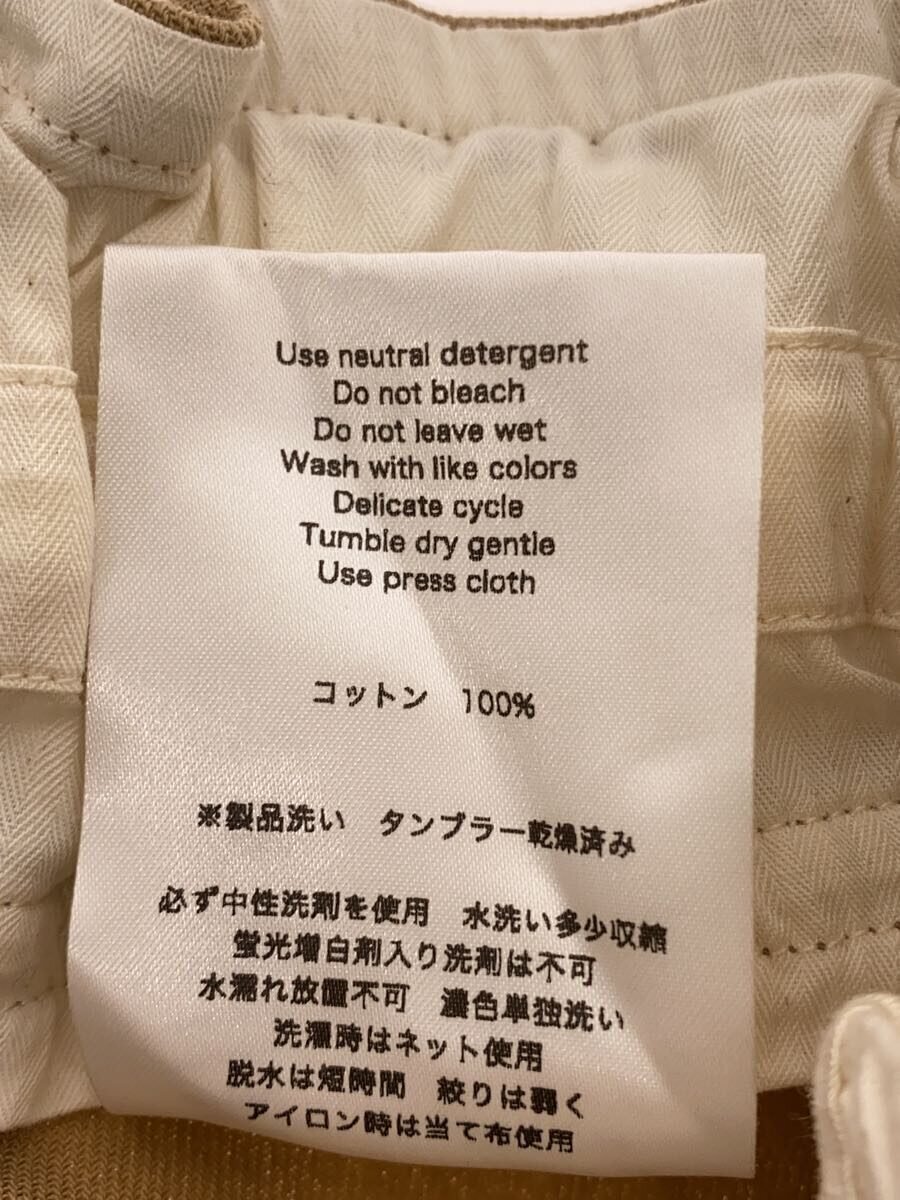 Use neutral detergent
Do not bleach
Do not leave wet
Wash with like colors
Delicate cycle
Tumble dry gentle
Use press cloth
コットン　100%
※製品洗い　タンブラー乾燥済み
必ず中性洗剤を使用　水洗い多少収縮
蛍光増白剤入り洗剤は不可
水濡れ放置不可　濃色単独洗い
洗濯時はネット使用
脱水は短時間　絞りは弱く
アイロン時は当て布使用